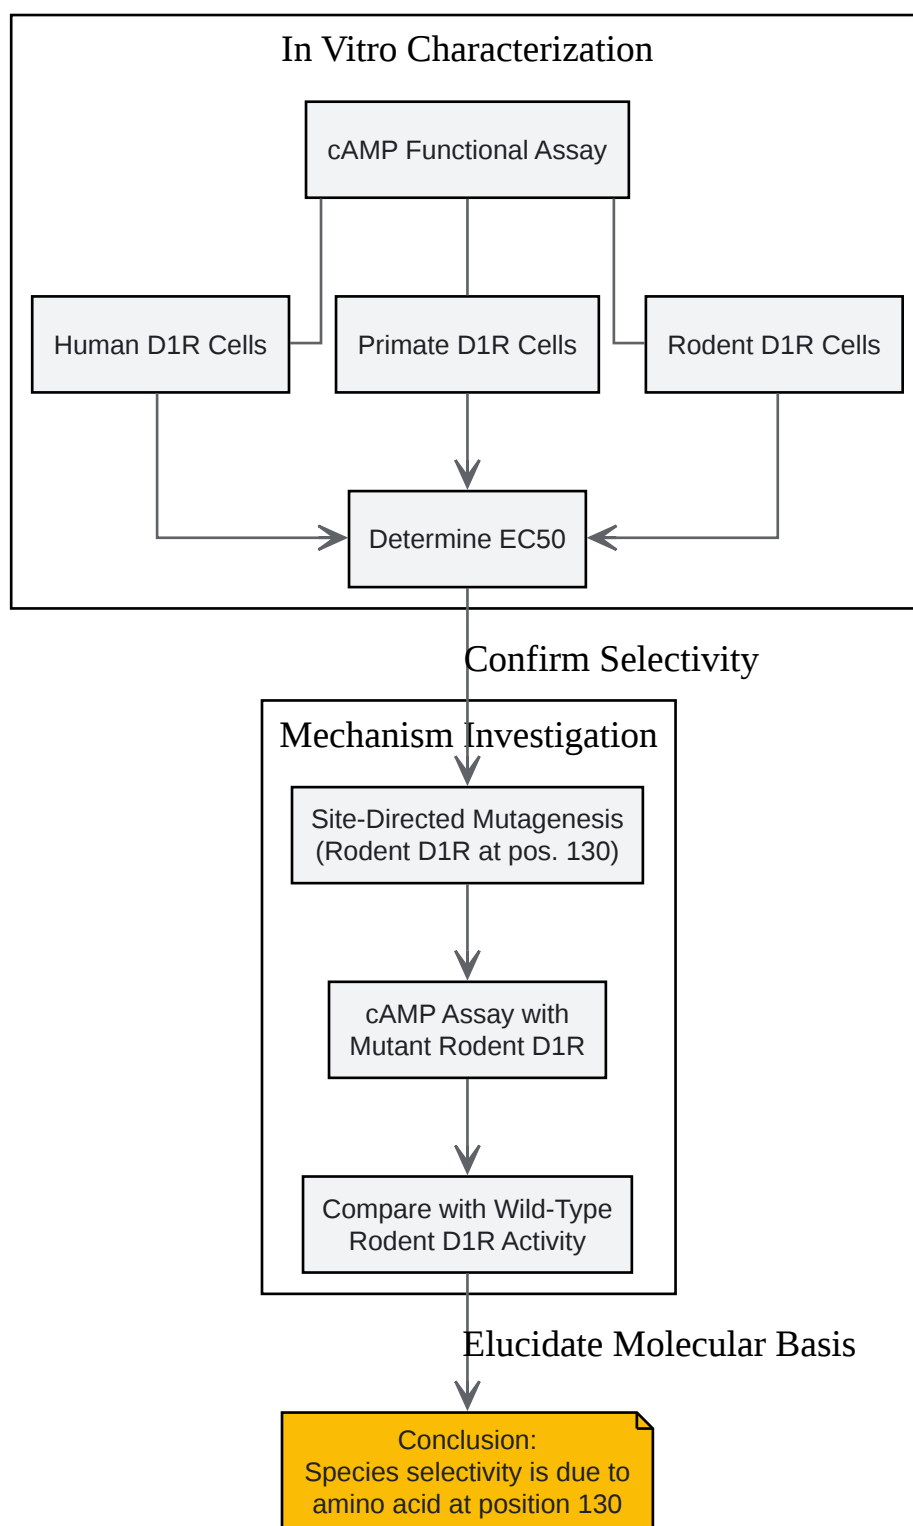 In Vitro Characterization
cAMP Functional Assay
Human D1R Cells
Primate D1R Cells
Rodent D1R Cells
Determine EC50
Confirm Selectivity
Mechanism Investigation
Site-Directed Mutagenesis
(Rodent D1R at pos. 130)
cAMP Assay with
Mutant Rodent D1R
Compare with Wild-Type
Rodent D1R Activity
Elucidate Molecular Basis
Conclusion:
Species selectivity is due to
amino acid at position 130